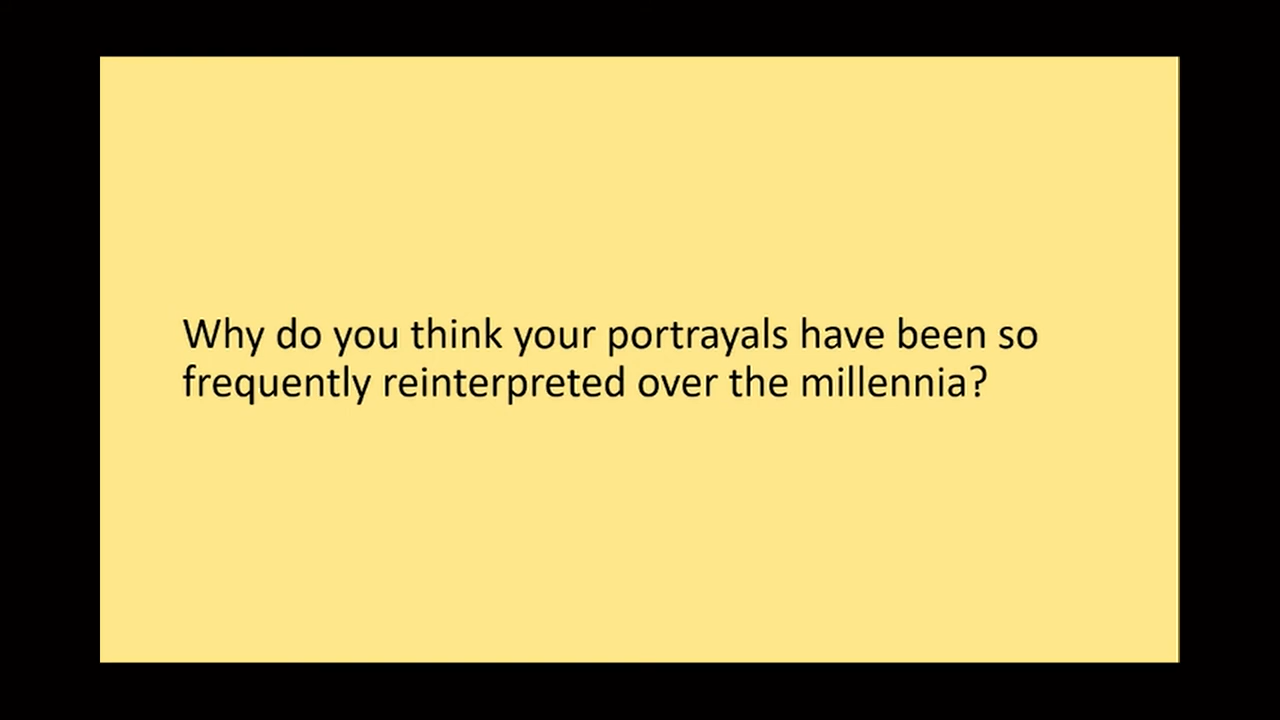 Why do you think your portrayals have been so
frequently reinterpreted over the millennia?